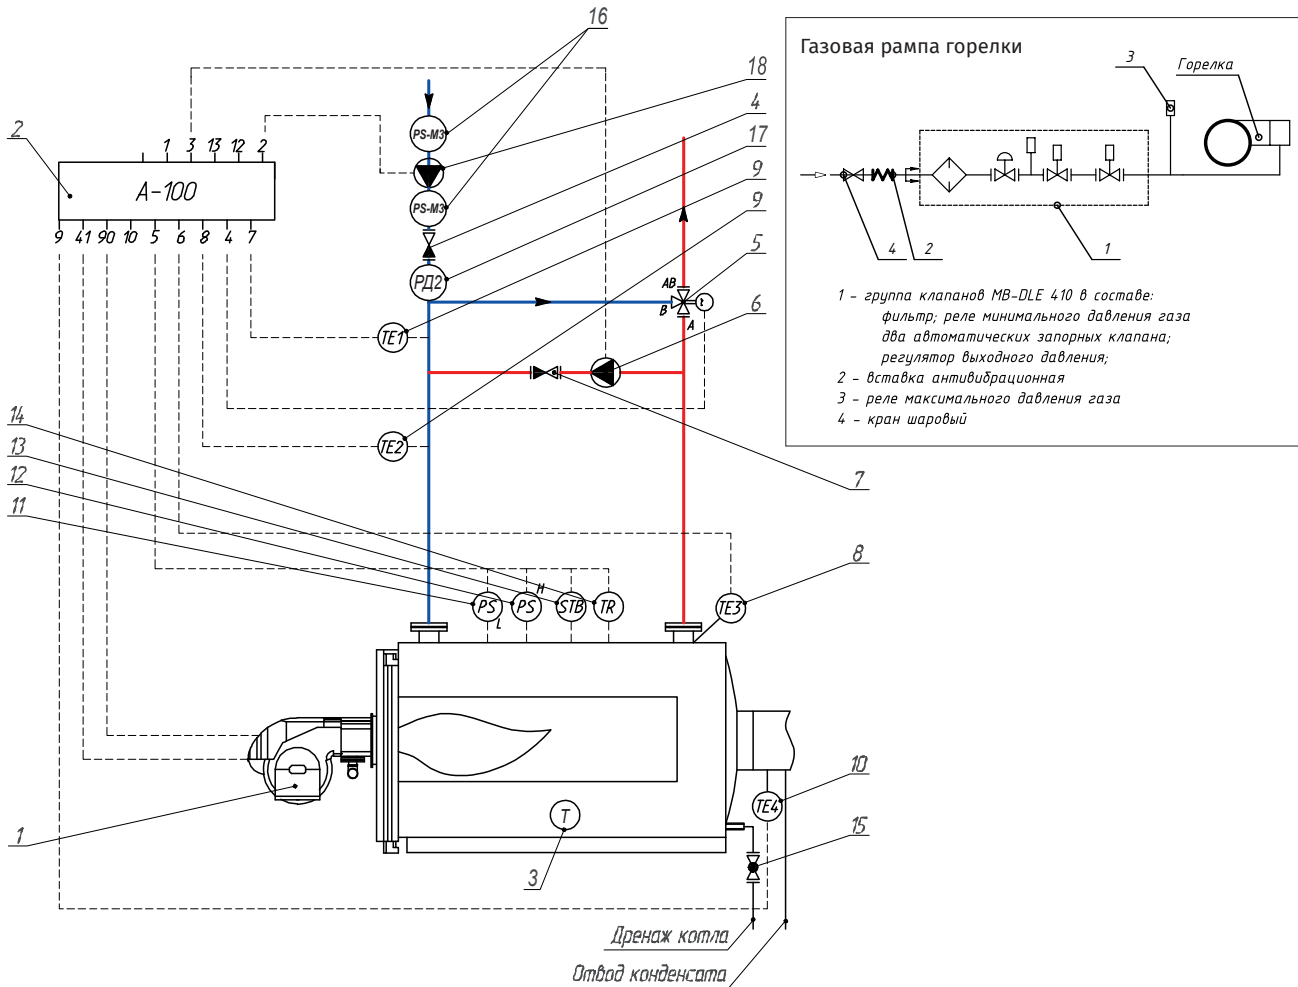 16
Газовая рампа горелки
3
Горелка
18
4
17
9
9
5
6
2
1 3 13 12 2
А-100
9 41 90 10 5 6 8 4 7
PS-M3
PS-M3
РД2
TE1
TE2
AB
B
A
t
4 2 1
1 - группа клапанов MB-DLE 410 в составе:
фильтр; реле минимального давления газа
два автоматических запорных клапана;
регулятор выходного давления;
2 - вставка антивибрационная
3 - реле максимального давления газа
4 - кран шаровый
14
13
12
11
7
8
PS
L
PS
H
STB
TR
TE3
T
3
1
10
TE4
15
Дренаж котла
Отвод конденсата